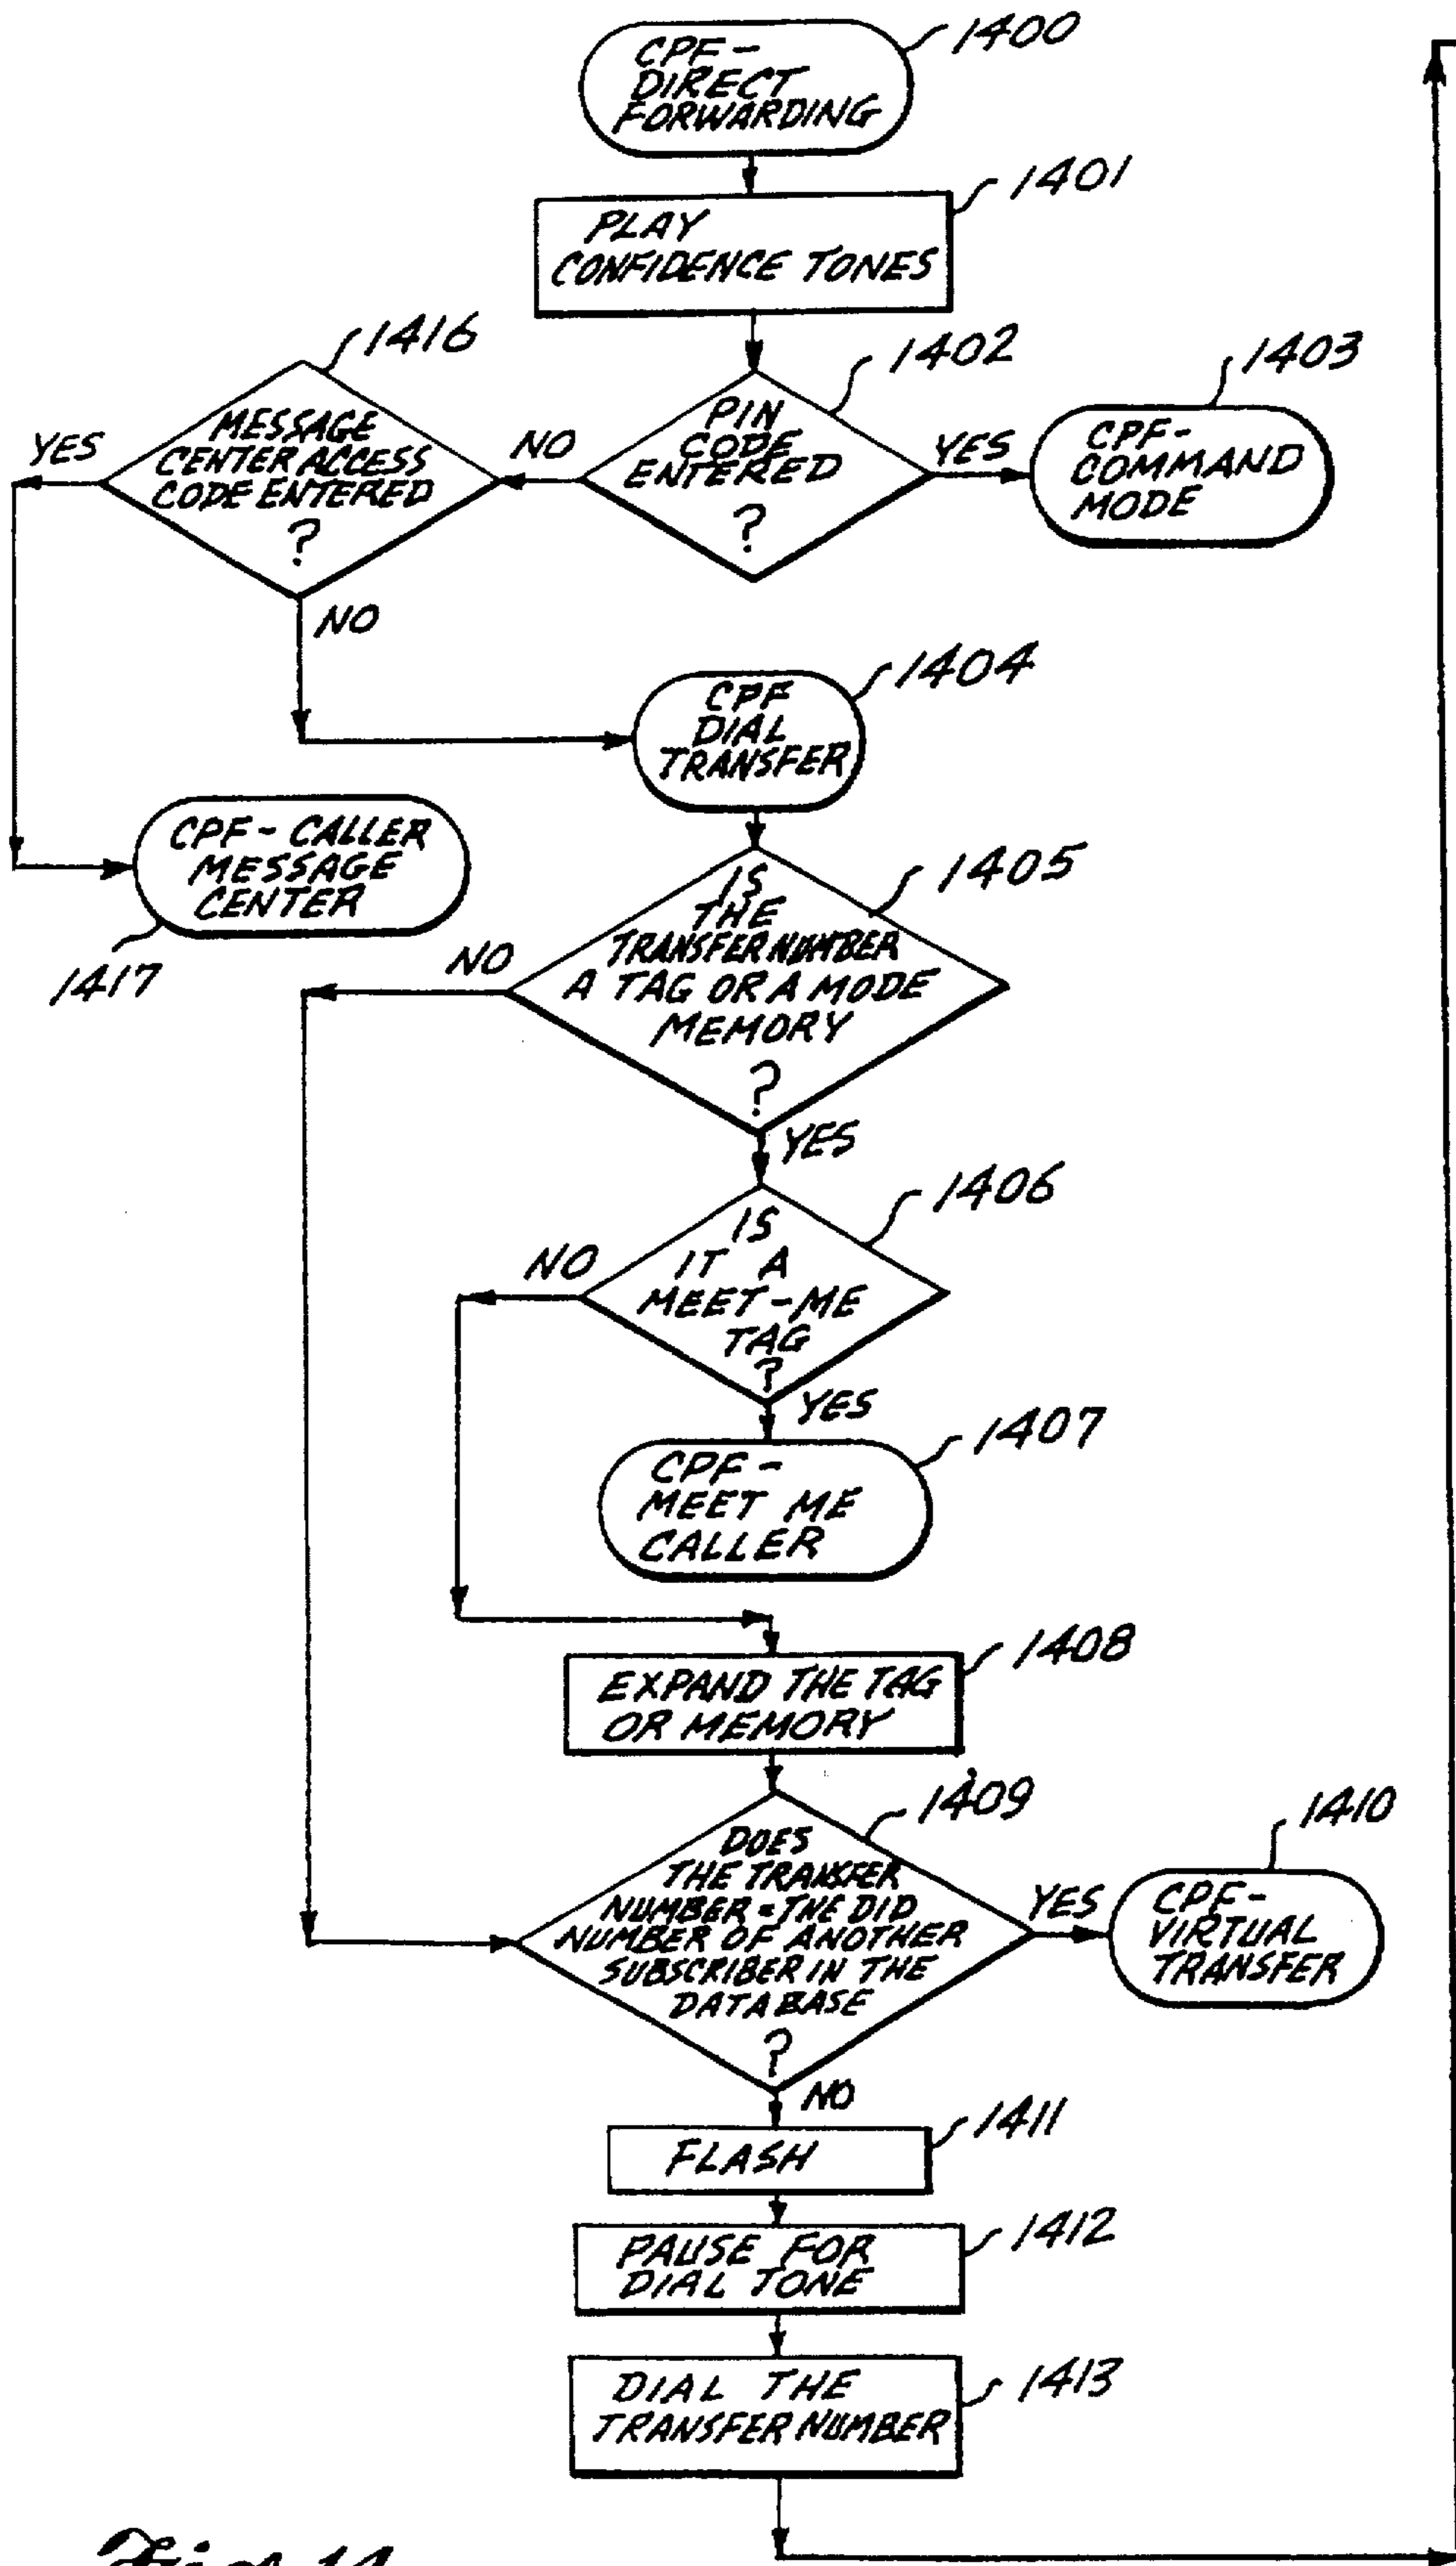 CPF-
DIRECT
FORWARDING
1400
PLAY
CONFIDENCE TONES
1401
1416
MESSAGE
CENTER ACCESS
CODE ENTERED
?
YES
NO
1402
PIN
CODE
ENTERED
?
NO
YES
1403
CPF-
COMMAND
MODE
1404
CPF
DIAL
TRANSFER
CPF-CALLER
MESSAGE
CENTER
1417
1405
IS
THE
TRANSFER NUMBER
A TAG OR A MODE
MEMORY
?
NO
YES
1406
IS
IT A
MEET-ME
TAG
?
NO
YES
1407
CPF-
MEET ME
CALLER
1408
EXPAND THE TAG
OR MEMORY
1409
DOES
THE TRANSFER
NUMBER = THE DID
NUMBER OF ANOTHER
SUBSCRIBER IN THE
DATABASE
?
YES
NO
1410
CPF-
VIRTUAL
TRANSFER
1411
FLASH
1412
PAUSE FOR
DIAL TONE
1413
DIAL THE
TRANSFER NUMBER
Fig. 14